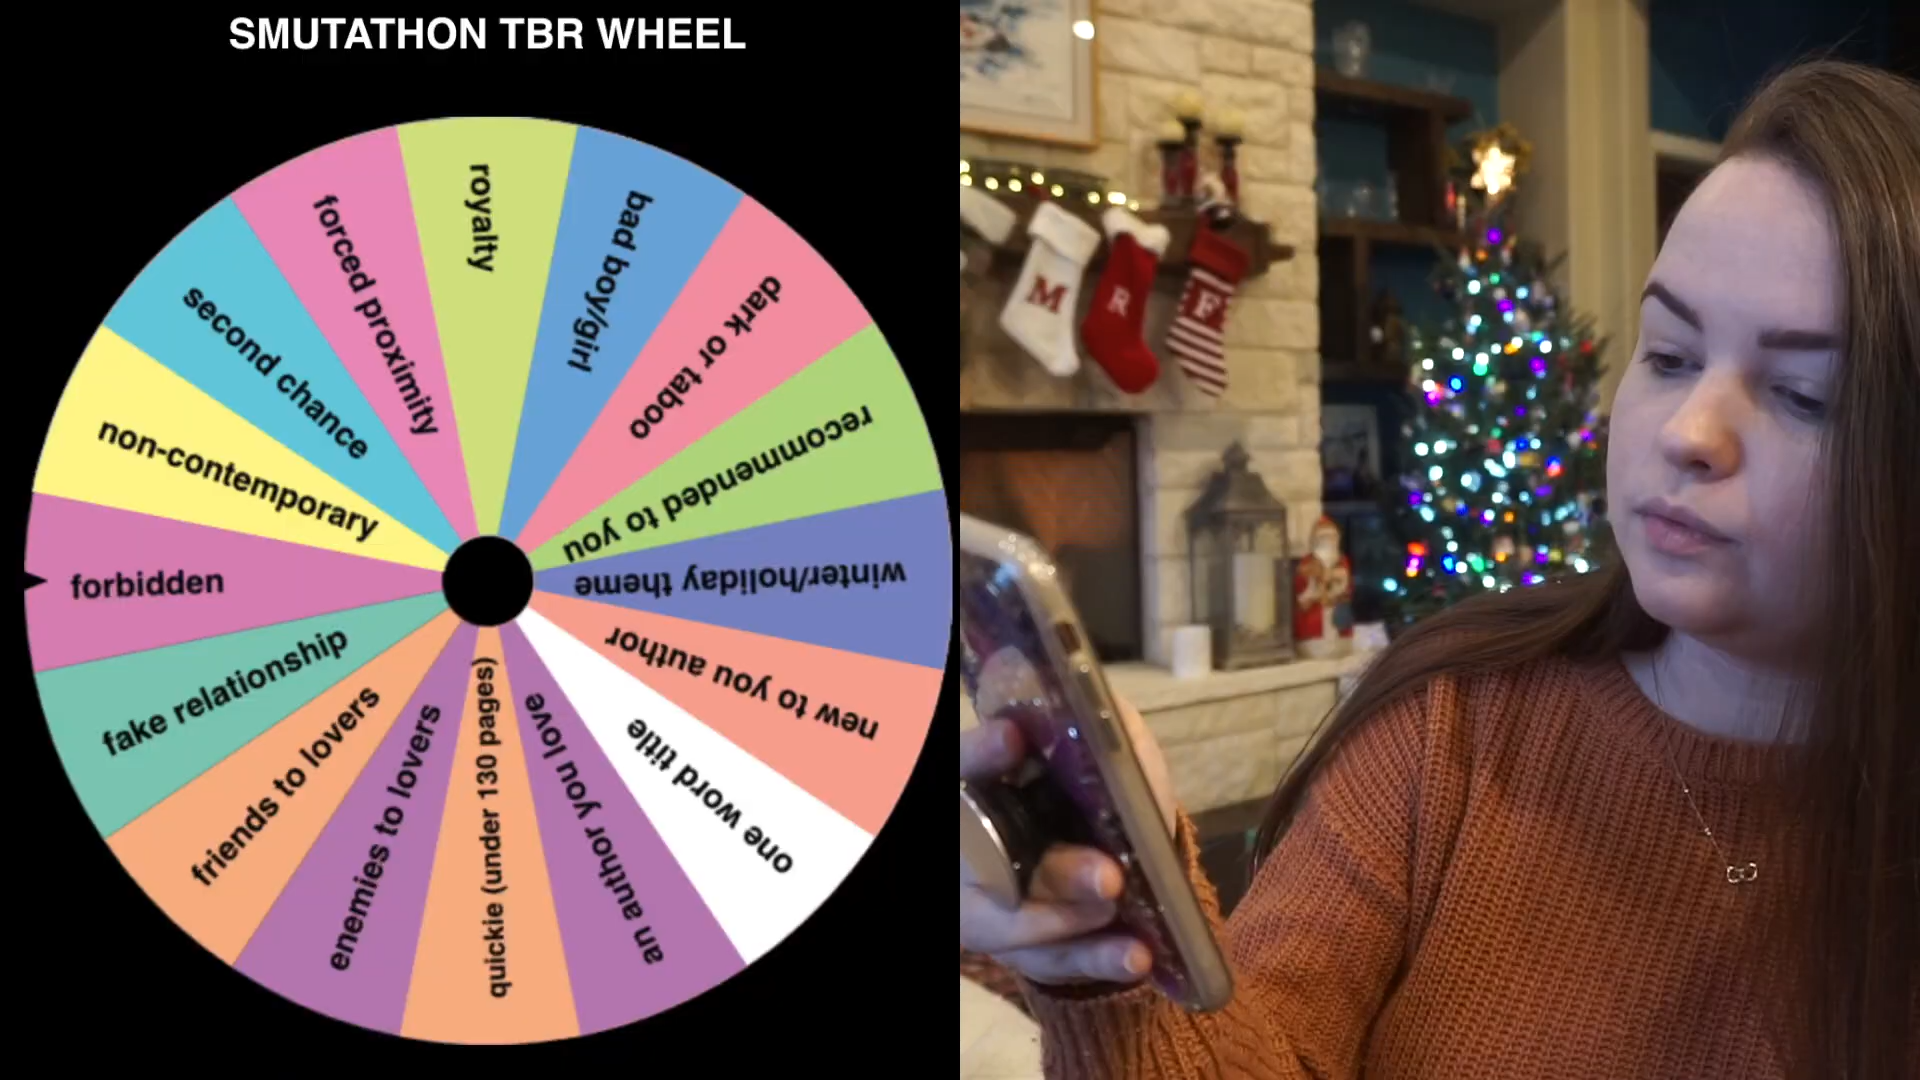 SMUTATHON TBR WHEEL
royalty
bad boy/girl
dark or taboo
recommended to you
winter/holiday theme
new to you author
one word title
an author you love
quickie (under 130 pages)
enemies to lovers
friends to lovers
fake relationship
forbidden
non-contemporary
second chance
forced proximity
M
R
F